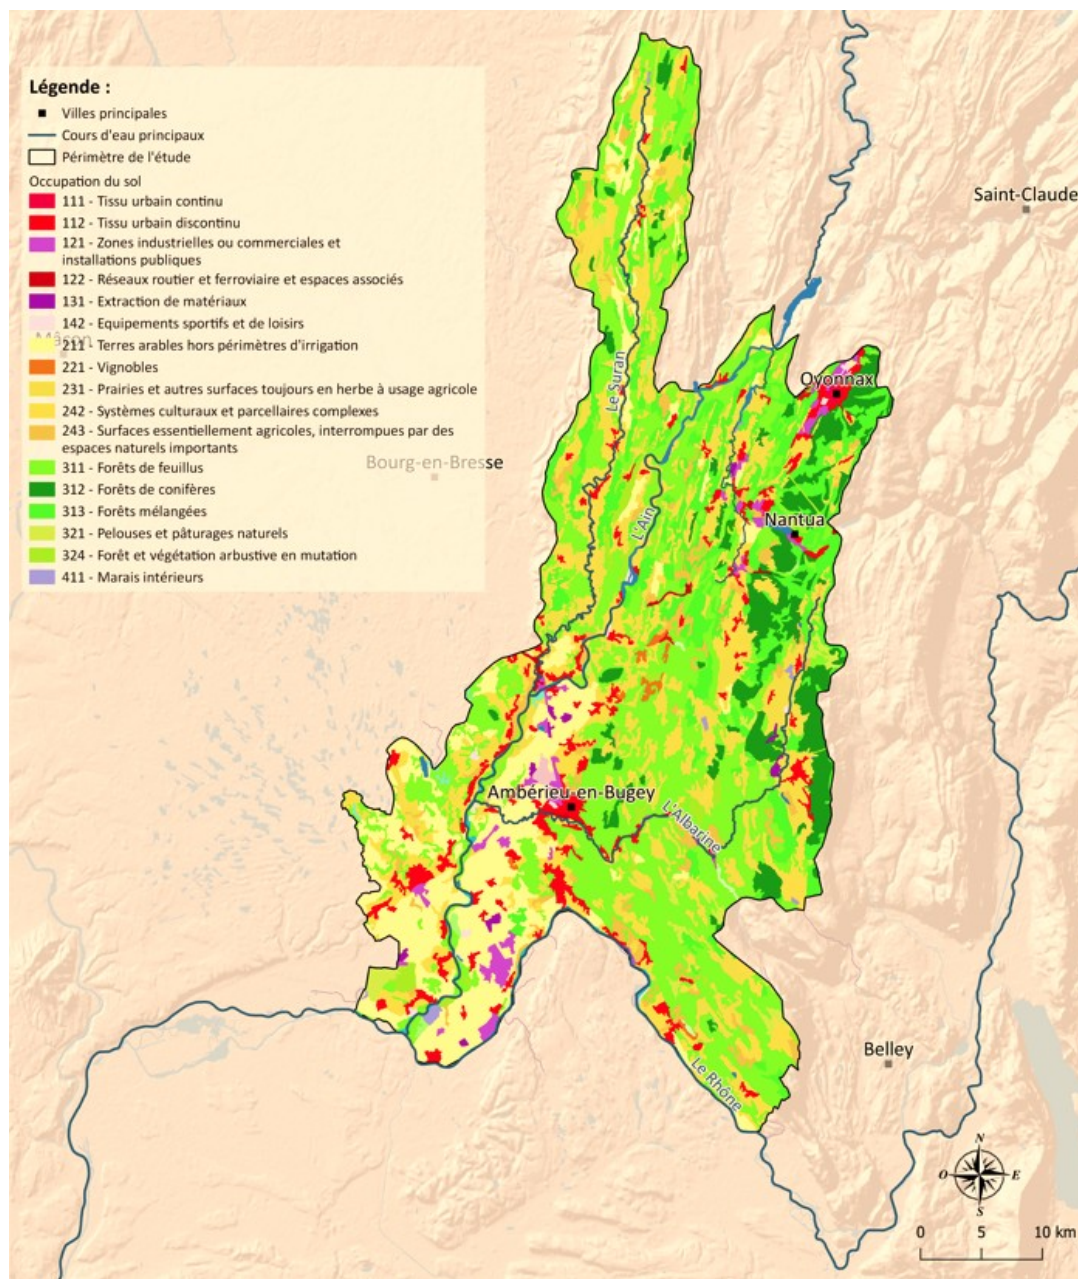 Légende :
Villes principales
Cours d'eau principaux
Périmètre de l'étude
Occupation du sol
111 - Tissu urbain continu
112 - Tissu urbain discontinu
121 - Zones industrielles ou commerciales et
installations publiques
122 - Réseaux routier et ferroviaire et espaces associés
131 - Extraction de matériaux
142 - Equipements sportifs et de loisirs
Mâcon
211 - Terres arables hors périmètres d'irrigation
221 - Vignobles
231 - Prairies et autres surfaces toujours en herbe à usage agricole
242 - Systèmes culturaux et parcellaires complexes
243 - Surfaces essentiellement agricoles, interrompues par des
espaces naturels importants
311 - Forêts de feuillus
312 - Forêts de conifères
313 - Forêts mélangées
321 - Pelouses et pâturages naturels
324 - Forêt et végétation arbustive en mutation
411 - Marais intérieurs
Saint-Claude
Oyonnax
Le Suran
Bourg-en-Bresse
L'Ain
Nantua
Ambérieu-en-Bugey
L'Albarine
Belley
Le Rhône
N
O
E
S
0 5 10 km